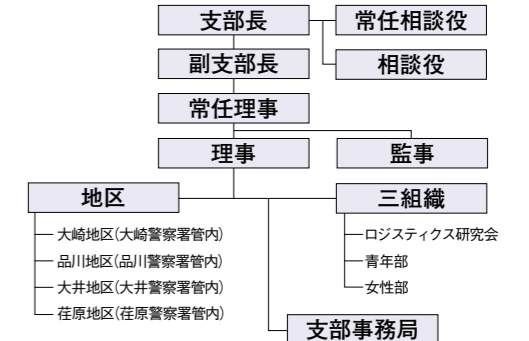 支部長
常任相談役
副支部長
相談役
常任理事
理事
監事
地区
三組織
大崎地区(大崎警察署管内)
品川地区(品川警察署管内)
大井地区(大井警察署管内)
荏原地区(荏原警察署管内)
ロジスティクス研究会
青年部
女性部
支部事務局